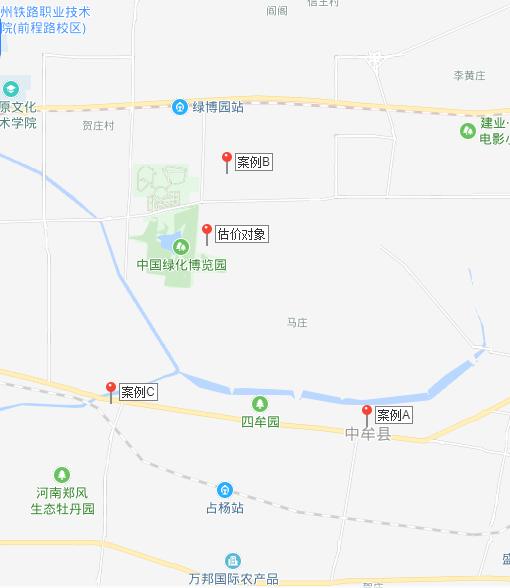 信王村
阎阁
州铁路职业技术
院(前程路校区)
李黄庄
原文化
术学院
绿博园站
贺庄村
建业·
电影小
案例B
估价对象
中国绿化博览园
马庄
案例C
案例A
四牟园
中牟县
河南郑风
生态牡丹园
占杨站
万邦国际农产品
贺庄